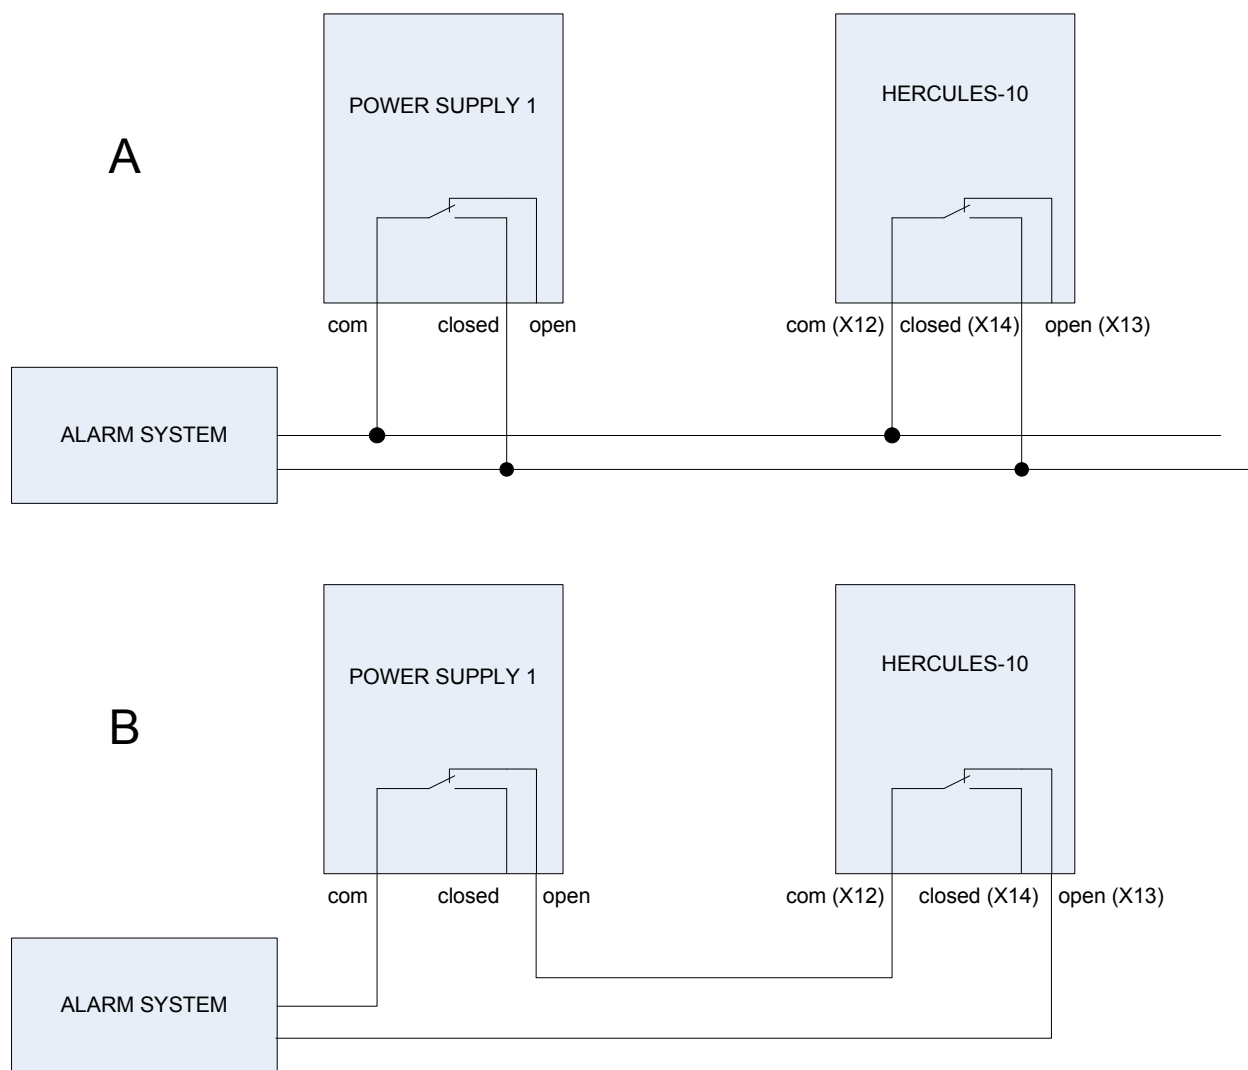 A
POWER SUPPLY 1
HERCULES-10
com closed open
com (X12) closed (X14) open (X13)
ALARM SYSTEM
B
POWER SUPPLY 1
HERCULES-10
com closed open
com (X12) closed (X14) open (X13)
ALARM SYSTEM